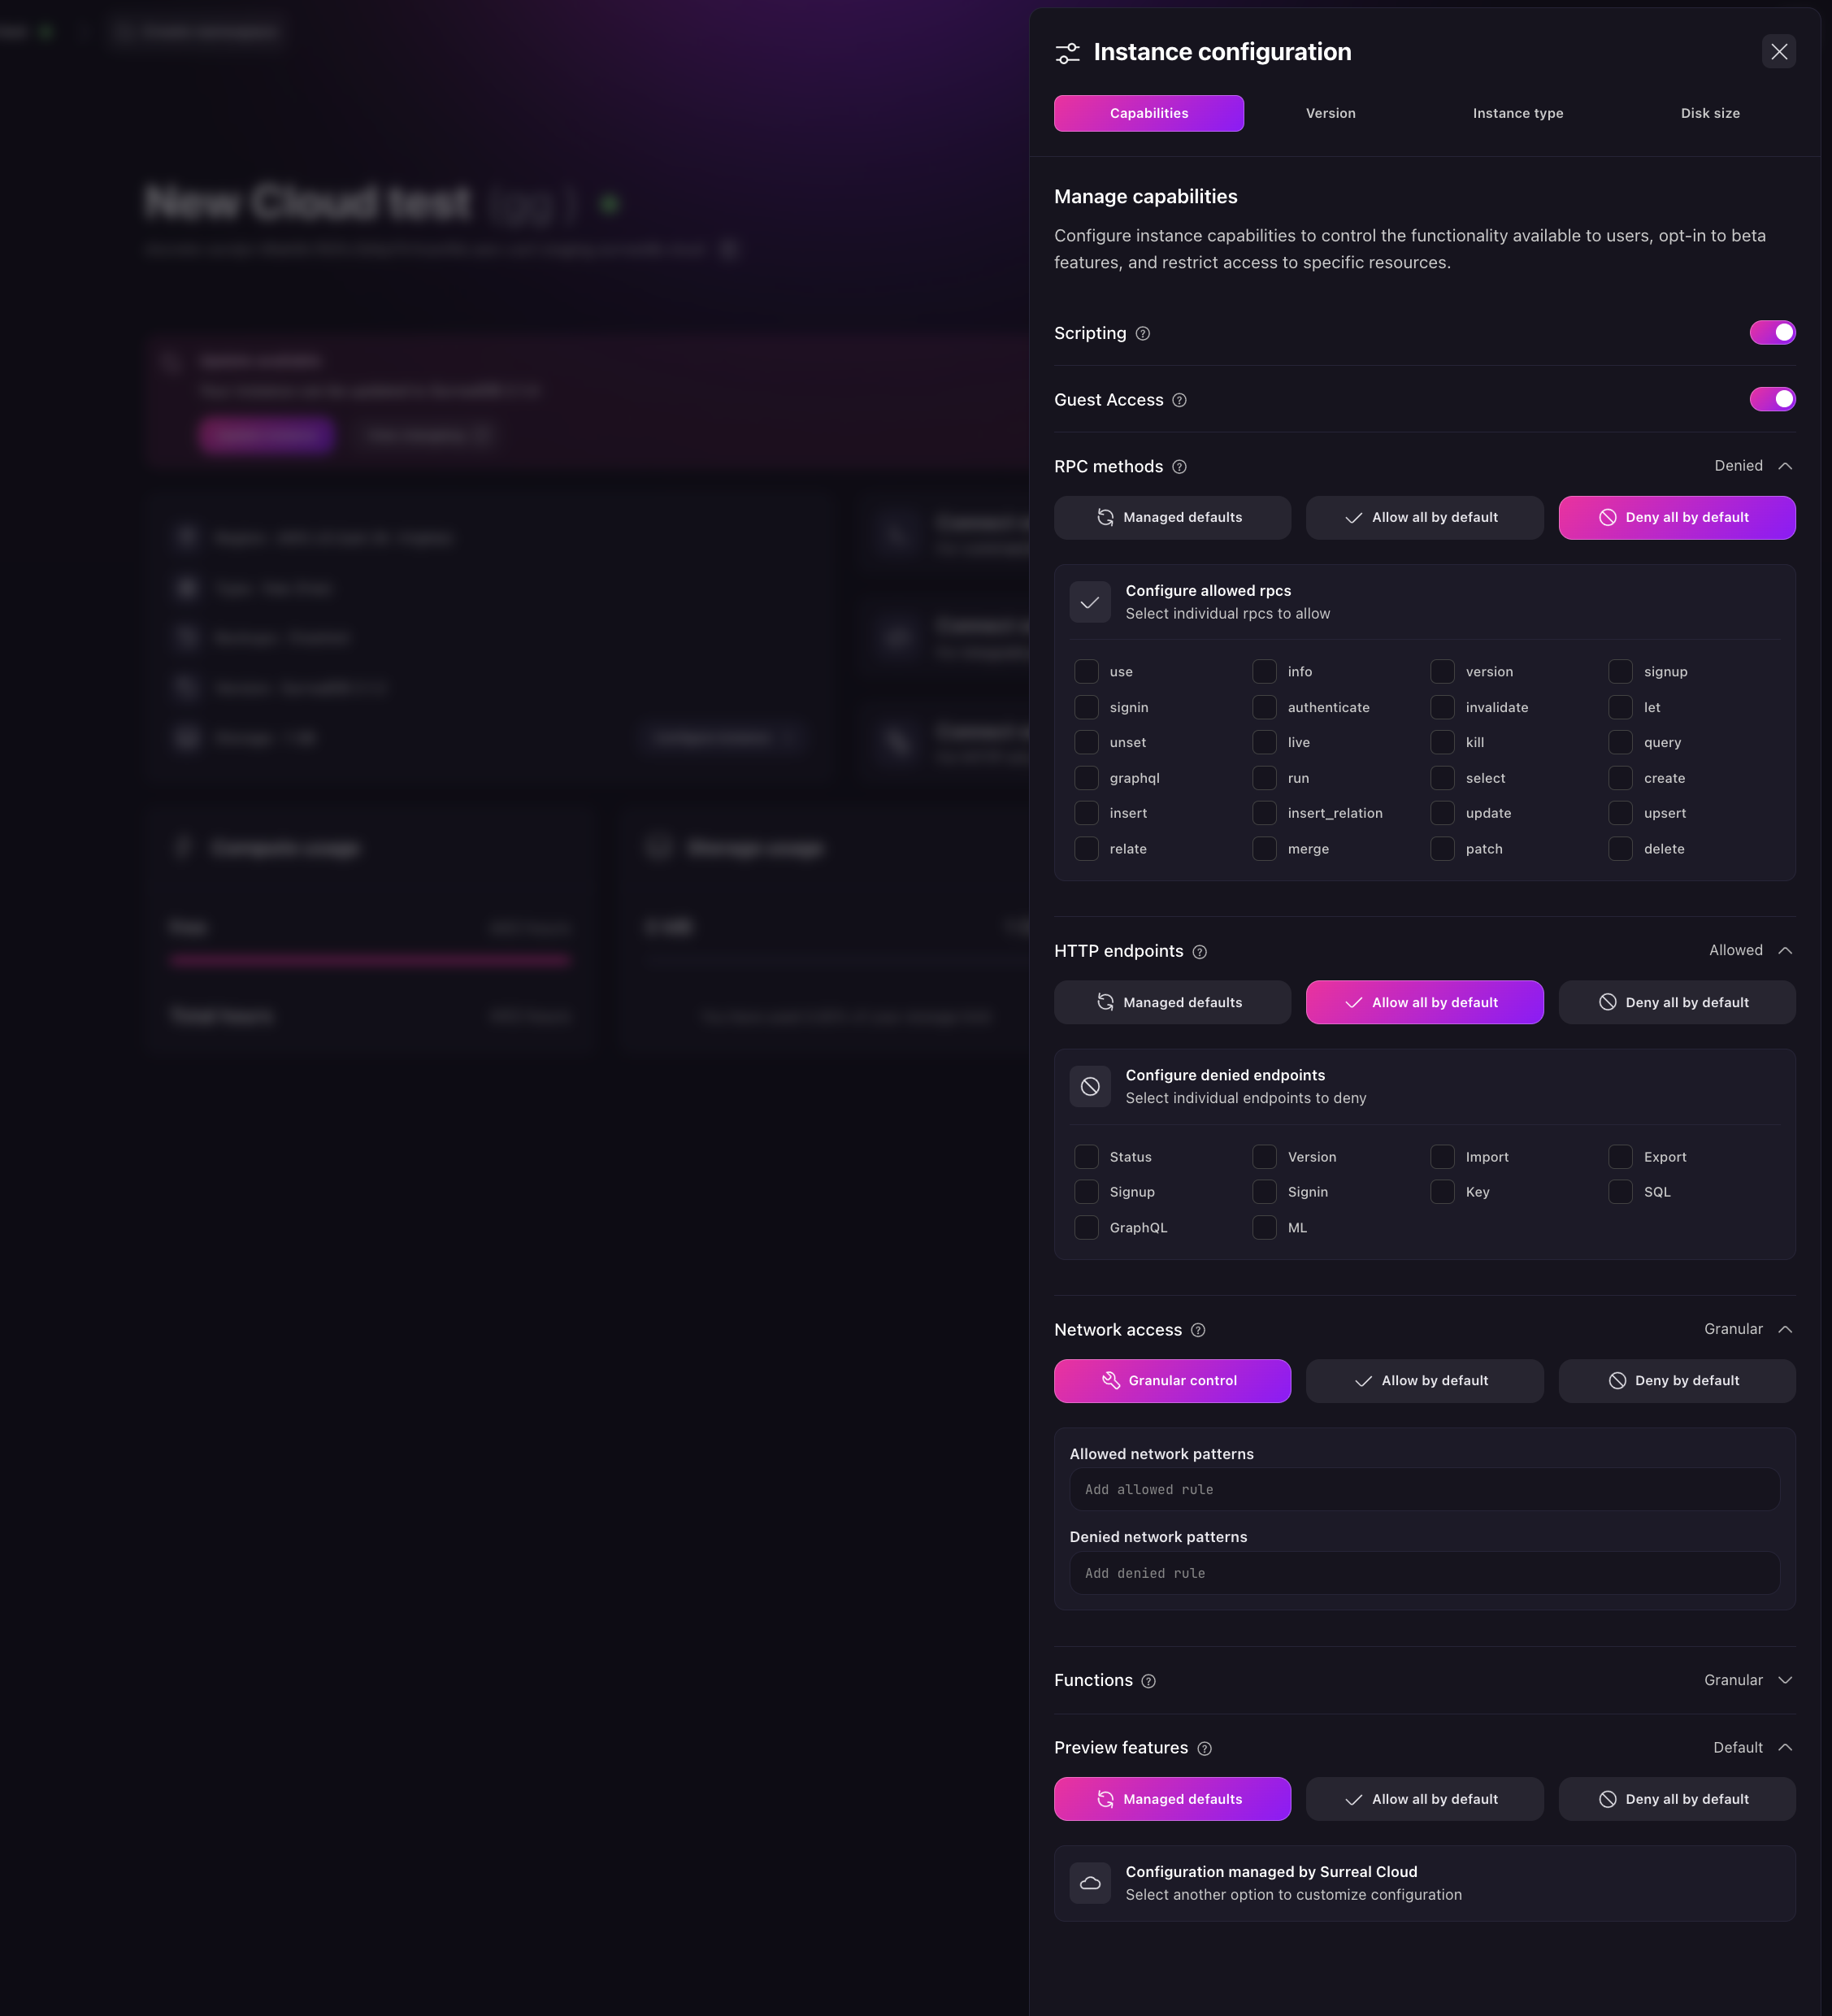 Instance configuration
Capabilities
Version
Instance type
Disk size
Manage capabilities
Configure instance capabilities to control the functionality available to users, opt-in to beta
features, and restrict access to specific resources.
Scripting
Guest Access
RPC methods
Denied
Managed defaults
Allow all by default
Deny all by default
Configure allowed rpcs
Select individual rpcs to allow
use
info
version
signup
signin
authenticate
invalidate
let
unset
live
kill
query
graphql
run
select
create
insert
insert_relation
update
upsert
relate
merge
patch
delete
HTTP endpoints
Allowed
Managed defaults
Allow all by default
Deny all by default
Configure denied endpoints
Select individual endpoints to deny
Status
Version
Import
Export
Signup
Signin
Key
SQL
GraphQL
ML
Network access
Granular
Granular control
Allow by default
Deny by default
Allowed network patterns
Add allowed rule
Denied network patterns
Add denied rule
Functions
Granular
Preview features
Default
Managed defaults
Allow all by default
Deny all by default
Configuration managed by Surreal Cloud
Select another option to customize configuration
New Cloud test
Compute usage
Storage usage